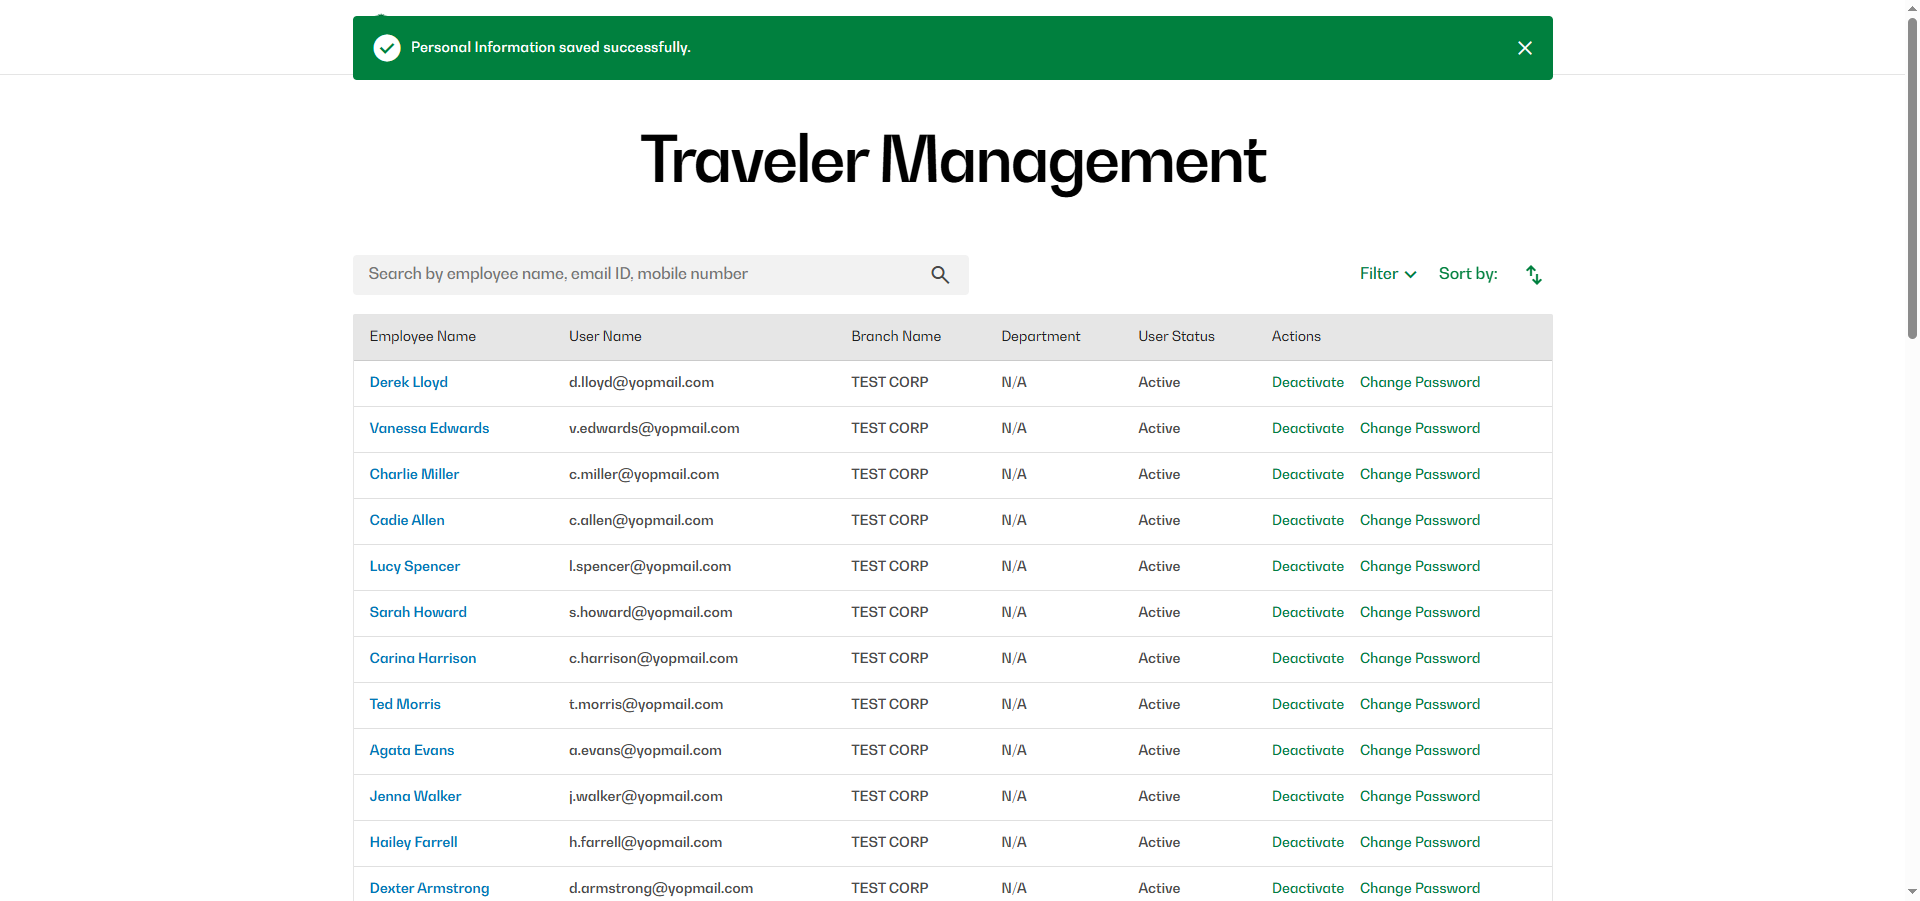 Personal Information saved successfully.
Traveler Management
Search by employee name, email ID, mobile number
Filter Sort by:
Employee Name User Name Branch Name Department User Status Actions
Derek Lloyd d.lloyd@yopmail.com TEST CORP N/A Active Deactivate Change Password
Vanessa Edwards v.edwards@yopmail.com TEST CORP N/A Active Deactivate Change Password
Charlie Miller c.miller@yopmail.com TEST CORP N/A Active Deactivate Change Password
Cadie Allen c.allen@yopmail.com TEST CORP N/A Active Deactivate Change Password
Lucy Spencer l.spencer@yopmail.com TEST CORP N/A Active Deactivate Change Password
Sarah Howard s.howard@yopmail.com TEST CORP N/A Active Deactivate Change Password
Carina Harrison c.harrison@yopmail.com TEST CORP N/A Active Deactivate Change Password
Ted Morris t.morris@yopmail.com TEST CORP N/A Active Deactivate Change Password
Agata Evans a.evans@yopmail.com TEST CORP N/A Active Deactivate Change Password
Jenna Walker j.walker@yopmail.com TEST CORP N/A Active Deactivate Change Password
Hailey Farrell h.farrell@yopmail.com TEST CORP N/A Active Deactivate Change Password
Dexter Armstrong d.armstrong@yopmail.com TEST CORP N/A Active Deactivate Change Password